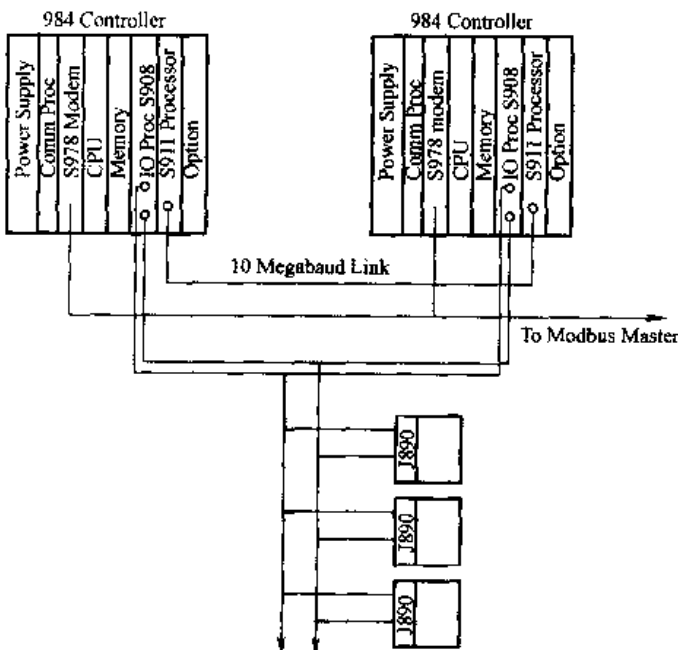 984 Controller
984 Controller
Power Supply
Comm Proc
S978 Modem
CPU
Memory
IO Proc S908
S911 Processor
Option
Power Supply
Comm Proc
S978 modem
CPU
Memory
IO Proc S908
S911 Processor
Option
10 Megabaud Link
To Modbus Master
J890
J890
J890